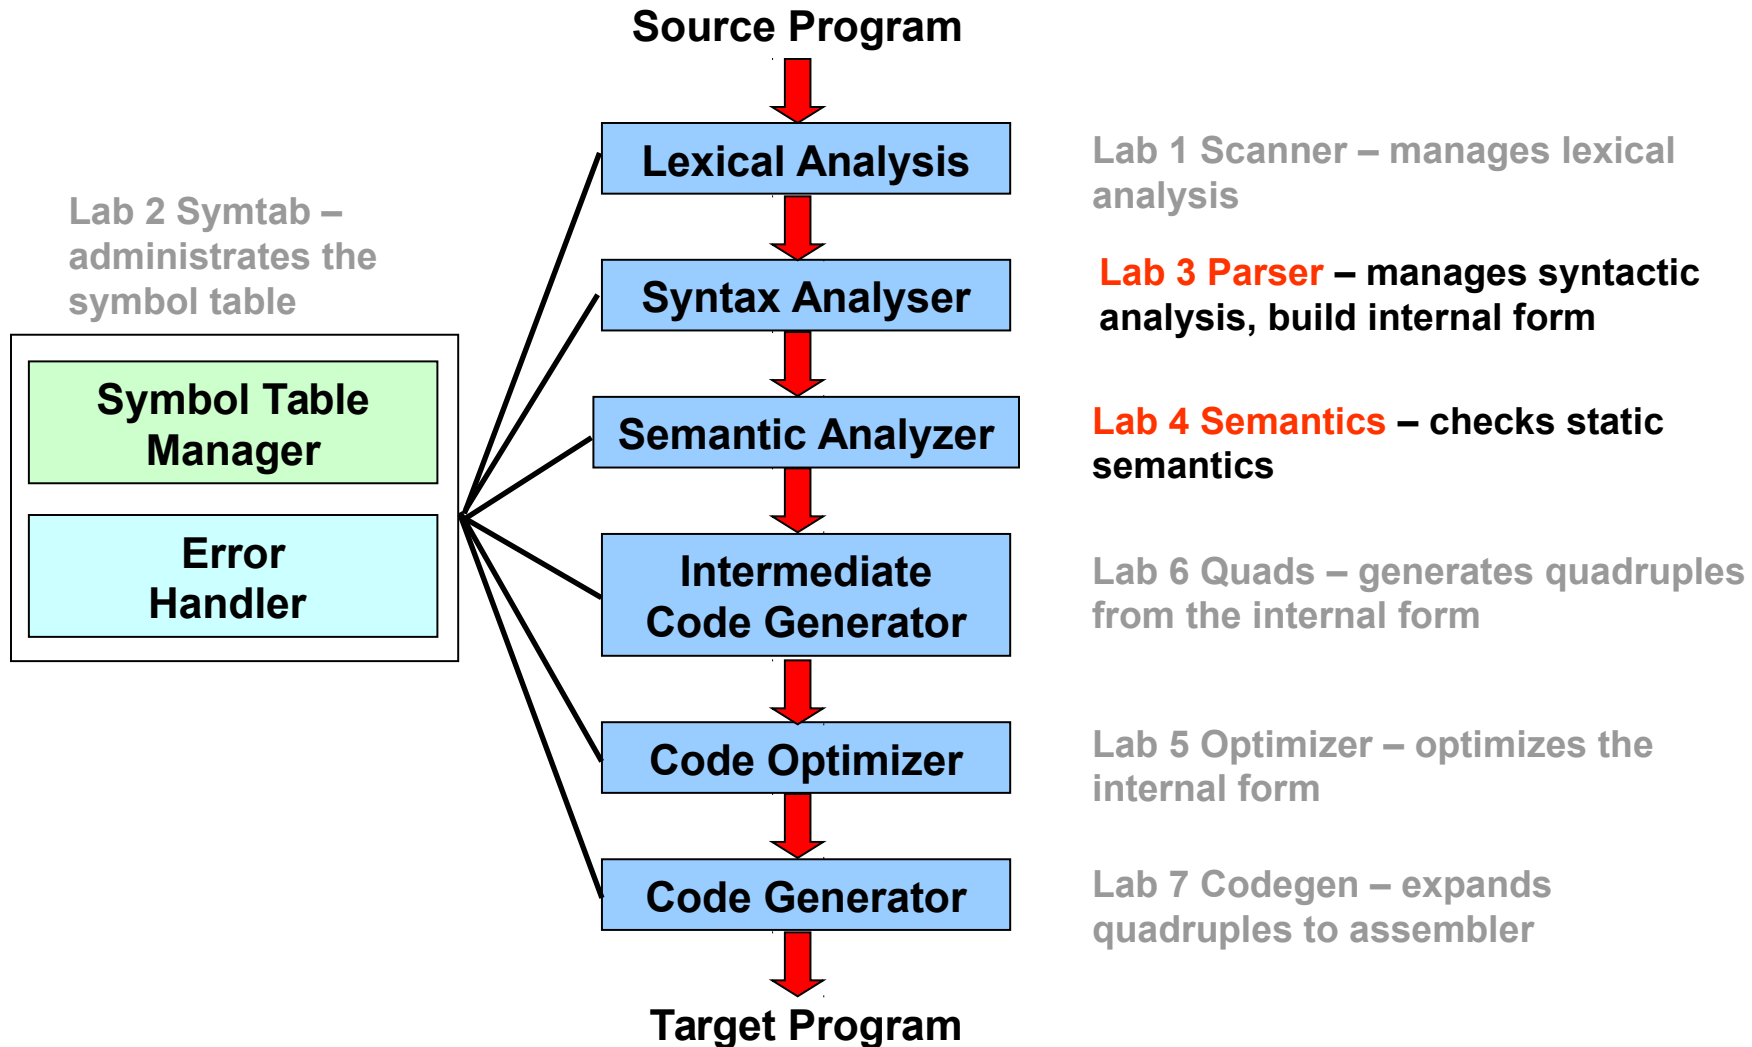 Source Program
Lexical Analysis
Lab 1 Scanner – manages lexical
analysis
Lab 2 Symtab –
administrates the
symbol table
Syntax Analyser
Lab 3 Parser – manages syntactic
analysis, build internal form
Symbol Table
Manager
Semantic Analyzer
Lab 4 Semantics – checks static
semantics
Error
Handler
Intermediate
Code Generator
Lab 6 Quads – generates quadruples
from the internal form
Code Optimizer
Lab 5 Optimizer – optimizes the
internal form
Code Generator
Lab 7 Codegen – expands
quadruples to assembler
Target Program